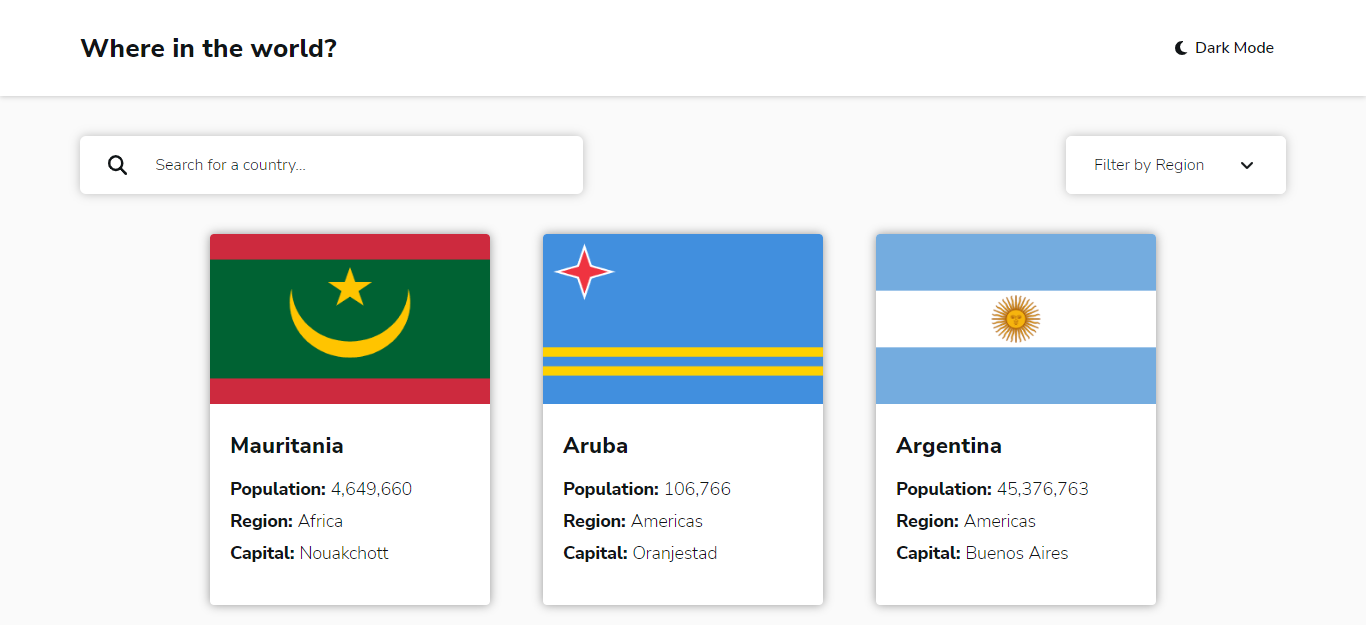 Where in the world?
Dark Mode
Search for a country...
Filter by Region
Mauritania
Population: 4,649,660
Region: Africa
Capital: Nouakchott
Aruba
Population: 106,766
Region: Americas
Capital: Oranjestad
Argentina
Population: 45,376,763
Region: Americas
Capital: Buenos Aires